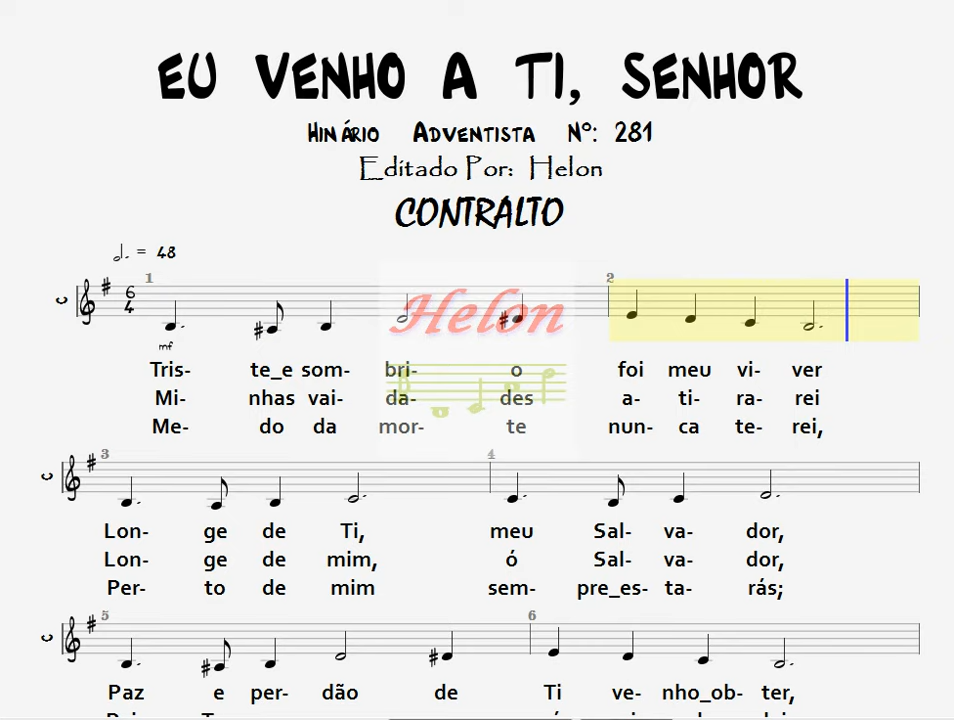 EU VENHO A TI, SENHOR
Hinário Adventista Nº: 281
Editado Por: Helon
CONTRALTO
= 48
1 2
6
4
Helon
C
mf
Tris- te_e som- bri- o foi meu vi- ver
Mi- nhas vai- da- des a- ti- ra- rei
Me- do da mor- te nun- ca te- rei,
3 4
C
Lon- ge de Ti, meu Sal- va- dor,
Lon- ge de mim, ó Sal- va- dor,
Per- to de mim sem- pre_es- ta- rás;
5 6
C
Paz e per- dão de Ti ve- nho_ob- ter,